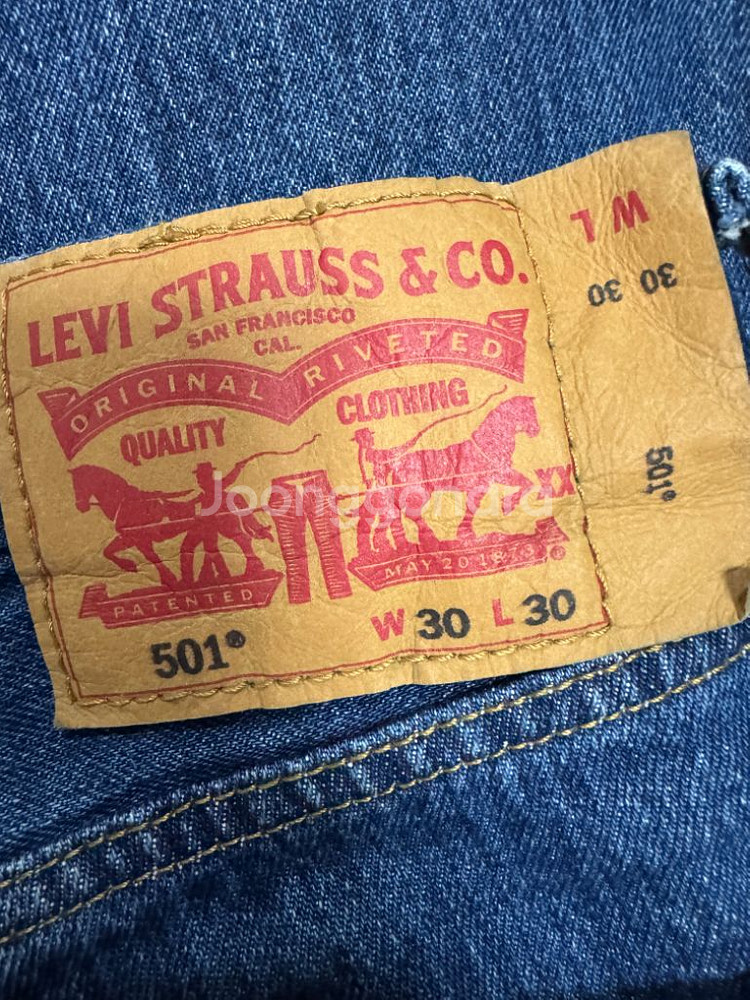 LEVI STRAUSS & CO.
SAN FRANCISCO
CAL.
ORIGINAL RIVETED
QUALITY CLOTHING
XX
PATENTED
MAY 20 1873
®
501®
W 30 L 30
W L
30 30
501®
Joonggonara